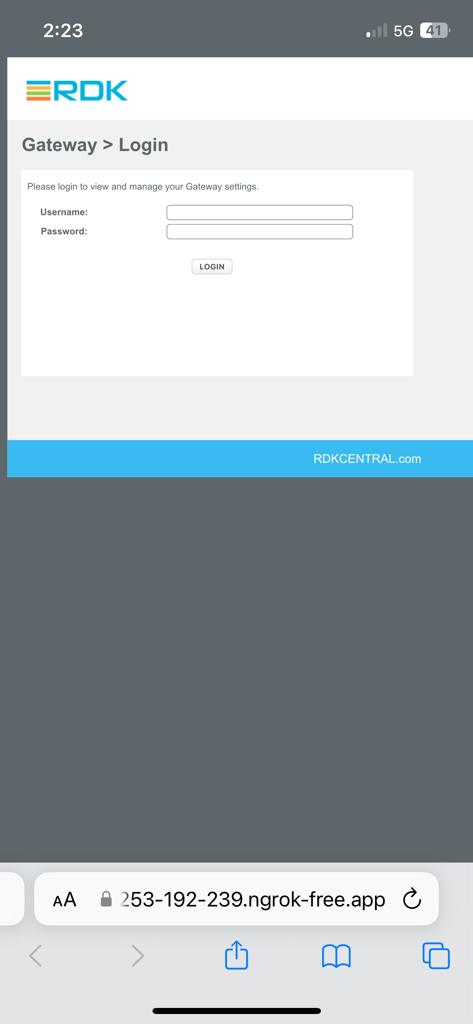 2:23
5G 41
RDK
Gateway > Login
Please login to view and manage your Gateway settings.
Username:
Password:
LOGIN
RDKCENTRAL.com
AA 253-192-239.ngrok-free.app